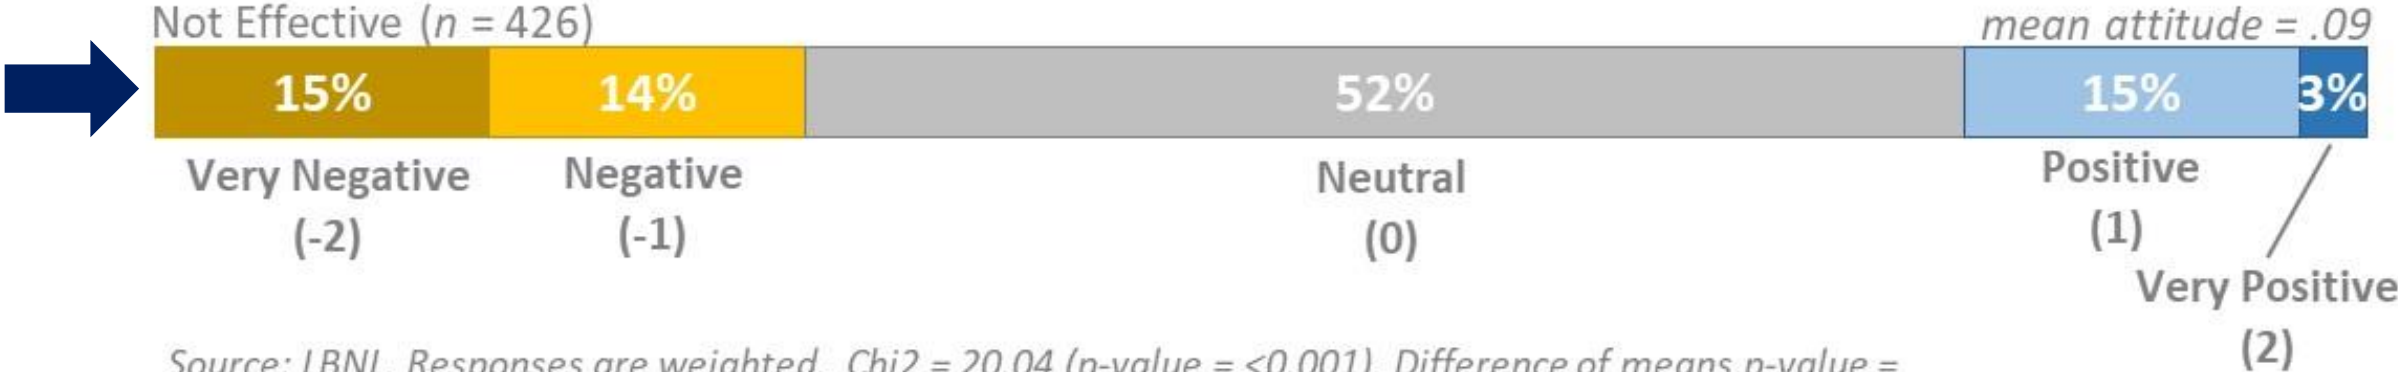 Not Effective (n = 426) mean attitude = .09
15% 14% 52% 15% 3%
Very Negative Negative Neutral Positive
(-2) (-1) (0) (1)
Very Positive
(2)
Source: LBNL. Responses are weighted. Chi2 = 20.04 (p-value = <0.001). Difference of means p-value =